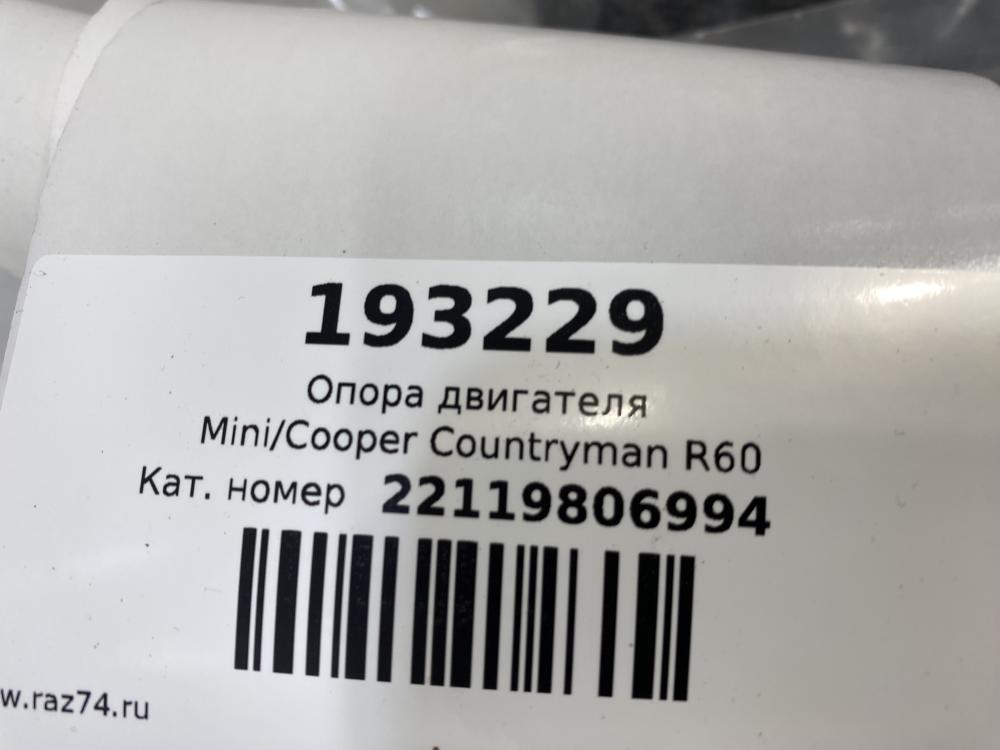 193229
Опора двигателя
Mini/Cooper Countryman R60
Кат. номер 22119806994
w.raz74.ru